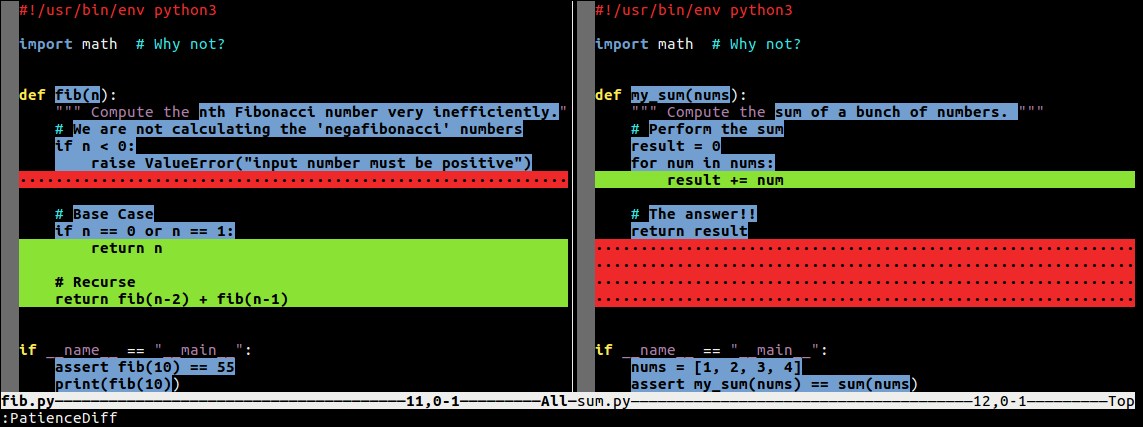 #!/usr/bin/env python3
import math  # Why not?
def fib(n):
    """ Compute the nth Fibonacci number very inefficiently."
    # We are not calculating the 'negafibonacci' numbers
    if n < 0:
        raise ValueError("input number must be positive")
    # Base Case
    if n == 0 or n == 1:
        return n
    # Recurse
    return fib(n-2) + fib(n-1)
if __name__ == "__main__":
    assert fib(10) == 55
    print(fib(10))
fib.py 11,0-1 All
#!/usr/bin/env python3
import math  # Why not?
def my_sum(nums):
    """ Compute the sum of a bunch of numbers. """
    # Perform the sum
    result = 0
    for num in nums:
        result += num
    # The answer!!
    return result
if __name__ == "__main__":
    nums = [1, 2, 3, 4]
    assert my_sum(nums) == sum(nums)
sum.py 12,0-1 Top
:PatienceDiff